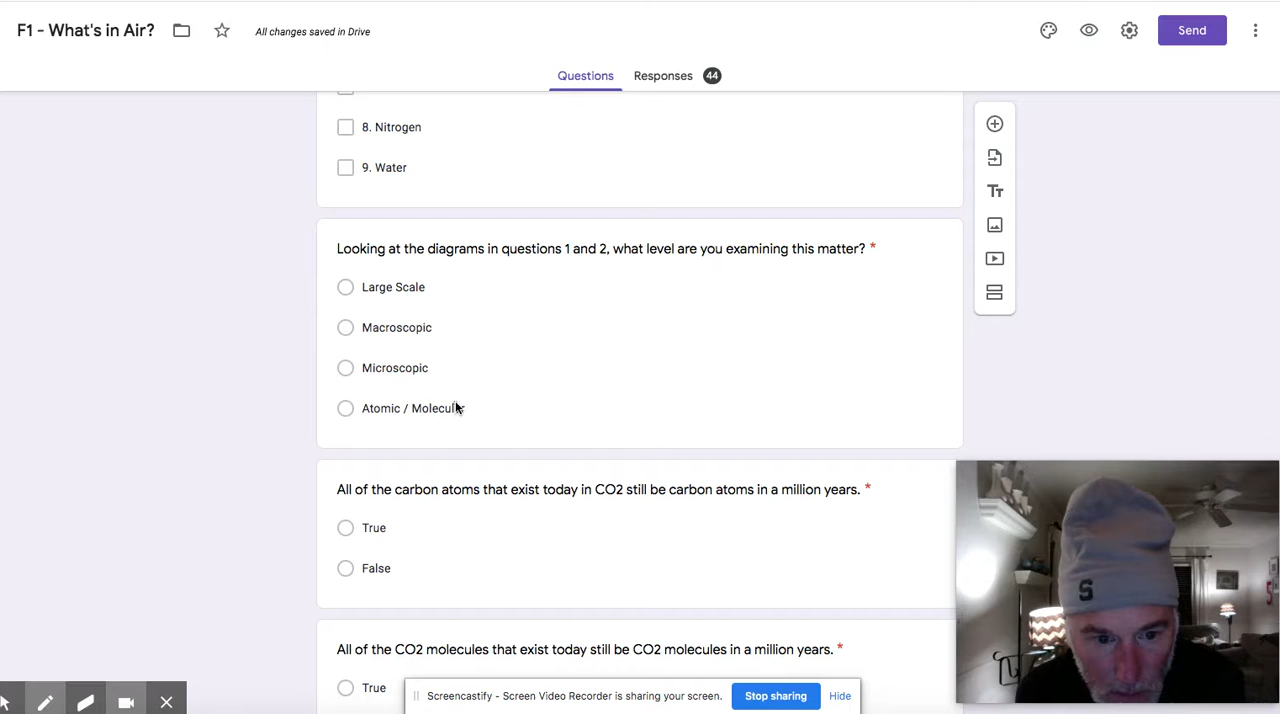 F1 - What's in Air?
All changes saved in Drive
Send
Questions
Responses 44
8. Nitrogen
9. Water
Looking at the diagrams in questions 1 and 2, what level are you examining this matter? *
Large Scale
Macroscopic
Microscopic
Atomic /
All of the carbon atoms that exist today in CO2 still be carbon atoms in a million years. *
True
False
All of the CO2 molecules that exist today still be CO2 molecules in a million years. *
True
Tт
S
Screencastify - Screen Video Recorder is sharing your screen.
Stop sharing
Hide